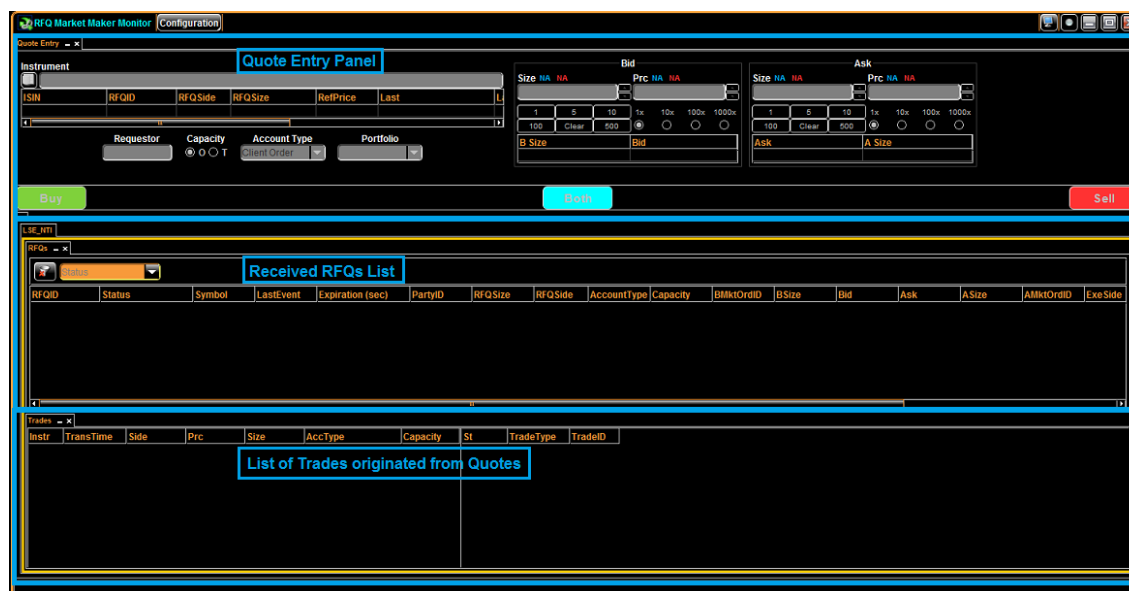 RFQ Market Maker Monitor Configuration
Quote Entry
Quote Entry Panel
Instrument
ISIN RFQID RFQSide RFQSize RefPrice Last
Requestor Capacity Account Type Portfolio
O T Client Order
Bid
Size NA NA Prc NA NA
1 5 10 1x 10x 100x 1000x
100 Clear 500
B Size Bid
Ask
Size NA NA Prc NA NA
1 5 10 1x 10x 100x 1000x
100 Clear 500
Ask A Size
Buy Both Sell
LSE_NTI
RFQs
Status
Received RFQs List
RFQID Status Symbol LastEvent Expiration (sec) PartyID RFQSize RFQSide AccountType Capacity BMktOrdID BSize Bid Ask ASize AMktOrdID ExeSide
Trades
Instr TransTime Side Prc Size AccType Capacity St TradeType TradeID
List of Trades originated from Quotes